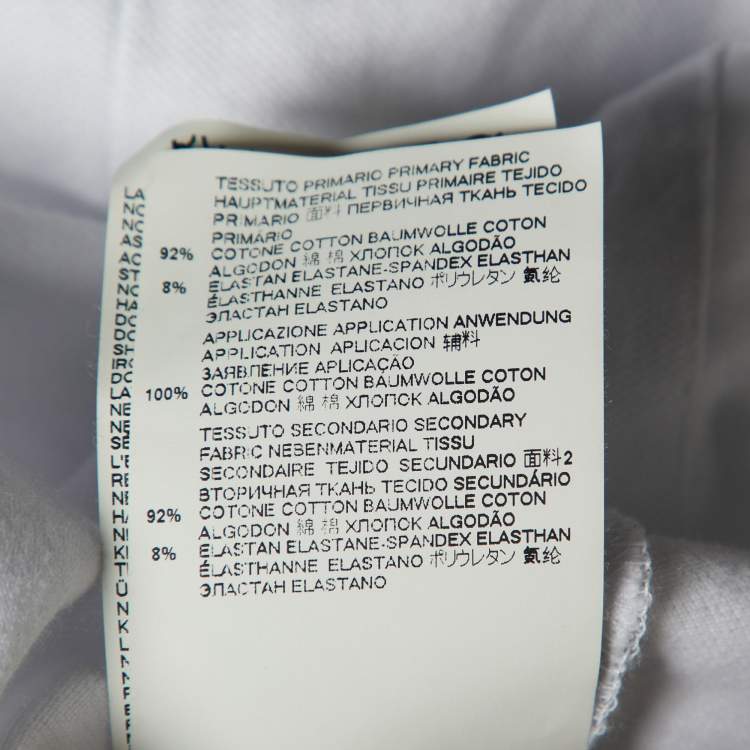 TESSUTO PRIMARIO PRIMARY FABRIC
HAUPTMATERIAL TISSU PRIMAIRE TEJIDO
PRIMARIO 面料 ПЕРВИЧНАЯ ТКАНЬ TECIDO
PRIMÁRIO
92% COTONE COTTON BAUMWOLLE COTON
ALGODON 綿 棉 ХЛОПОК ALGODÃO
8% ELASTAN ELASTANE-SPANDEX ELASTHAN
ÉLASTHANNE ELASTANO ポリウレタン 氨纶
ЭЛАСТАН ELASTANO
APPLICAZIONE APPLICATION ANWENDUNG
APPLICATION APLICACION 辅料
ЗАЯВЛЕНИЕ APLICAÇÃO
100% COTONE COTTON BAUMWOLLE COTON
ALGODON 綿 棉 ХЛОПОК ALGODÃO
TESSUTO SECONDARIO SECONDARY
FABRIC NEBENMATERIAL TISSU
SECONDAIRE TEJIDO SECUNDARIO 面料2
ВТОРИЧНАЯ ТКАНЬ TECIDO SECUNDÁRIO
92% COTONE COTTON BAUMWOLLE COTON
ALGODON 綿 棉 ХЛОПОК ALGODÃO
8% ELASTAN ELASTANE-SPANDEX ELASTHAN
ÉLASTHANNE ELASTANO ポリウレタン 氨纶
ЭЛАСТАН ELASTANO